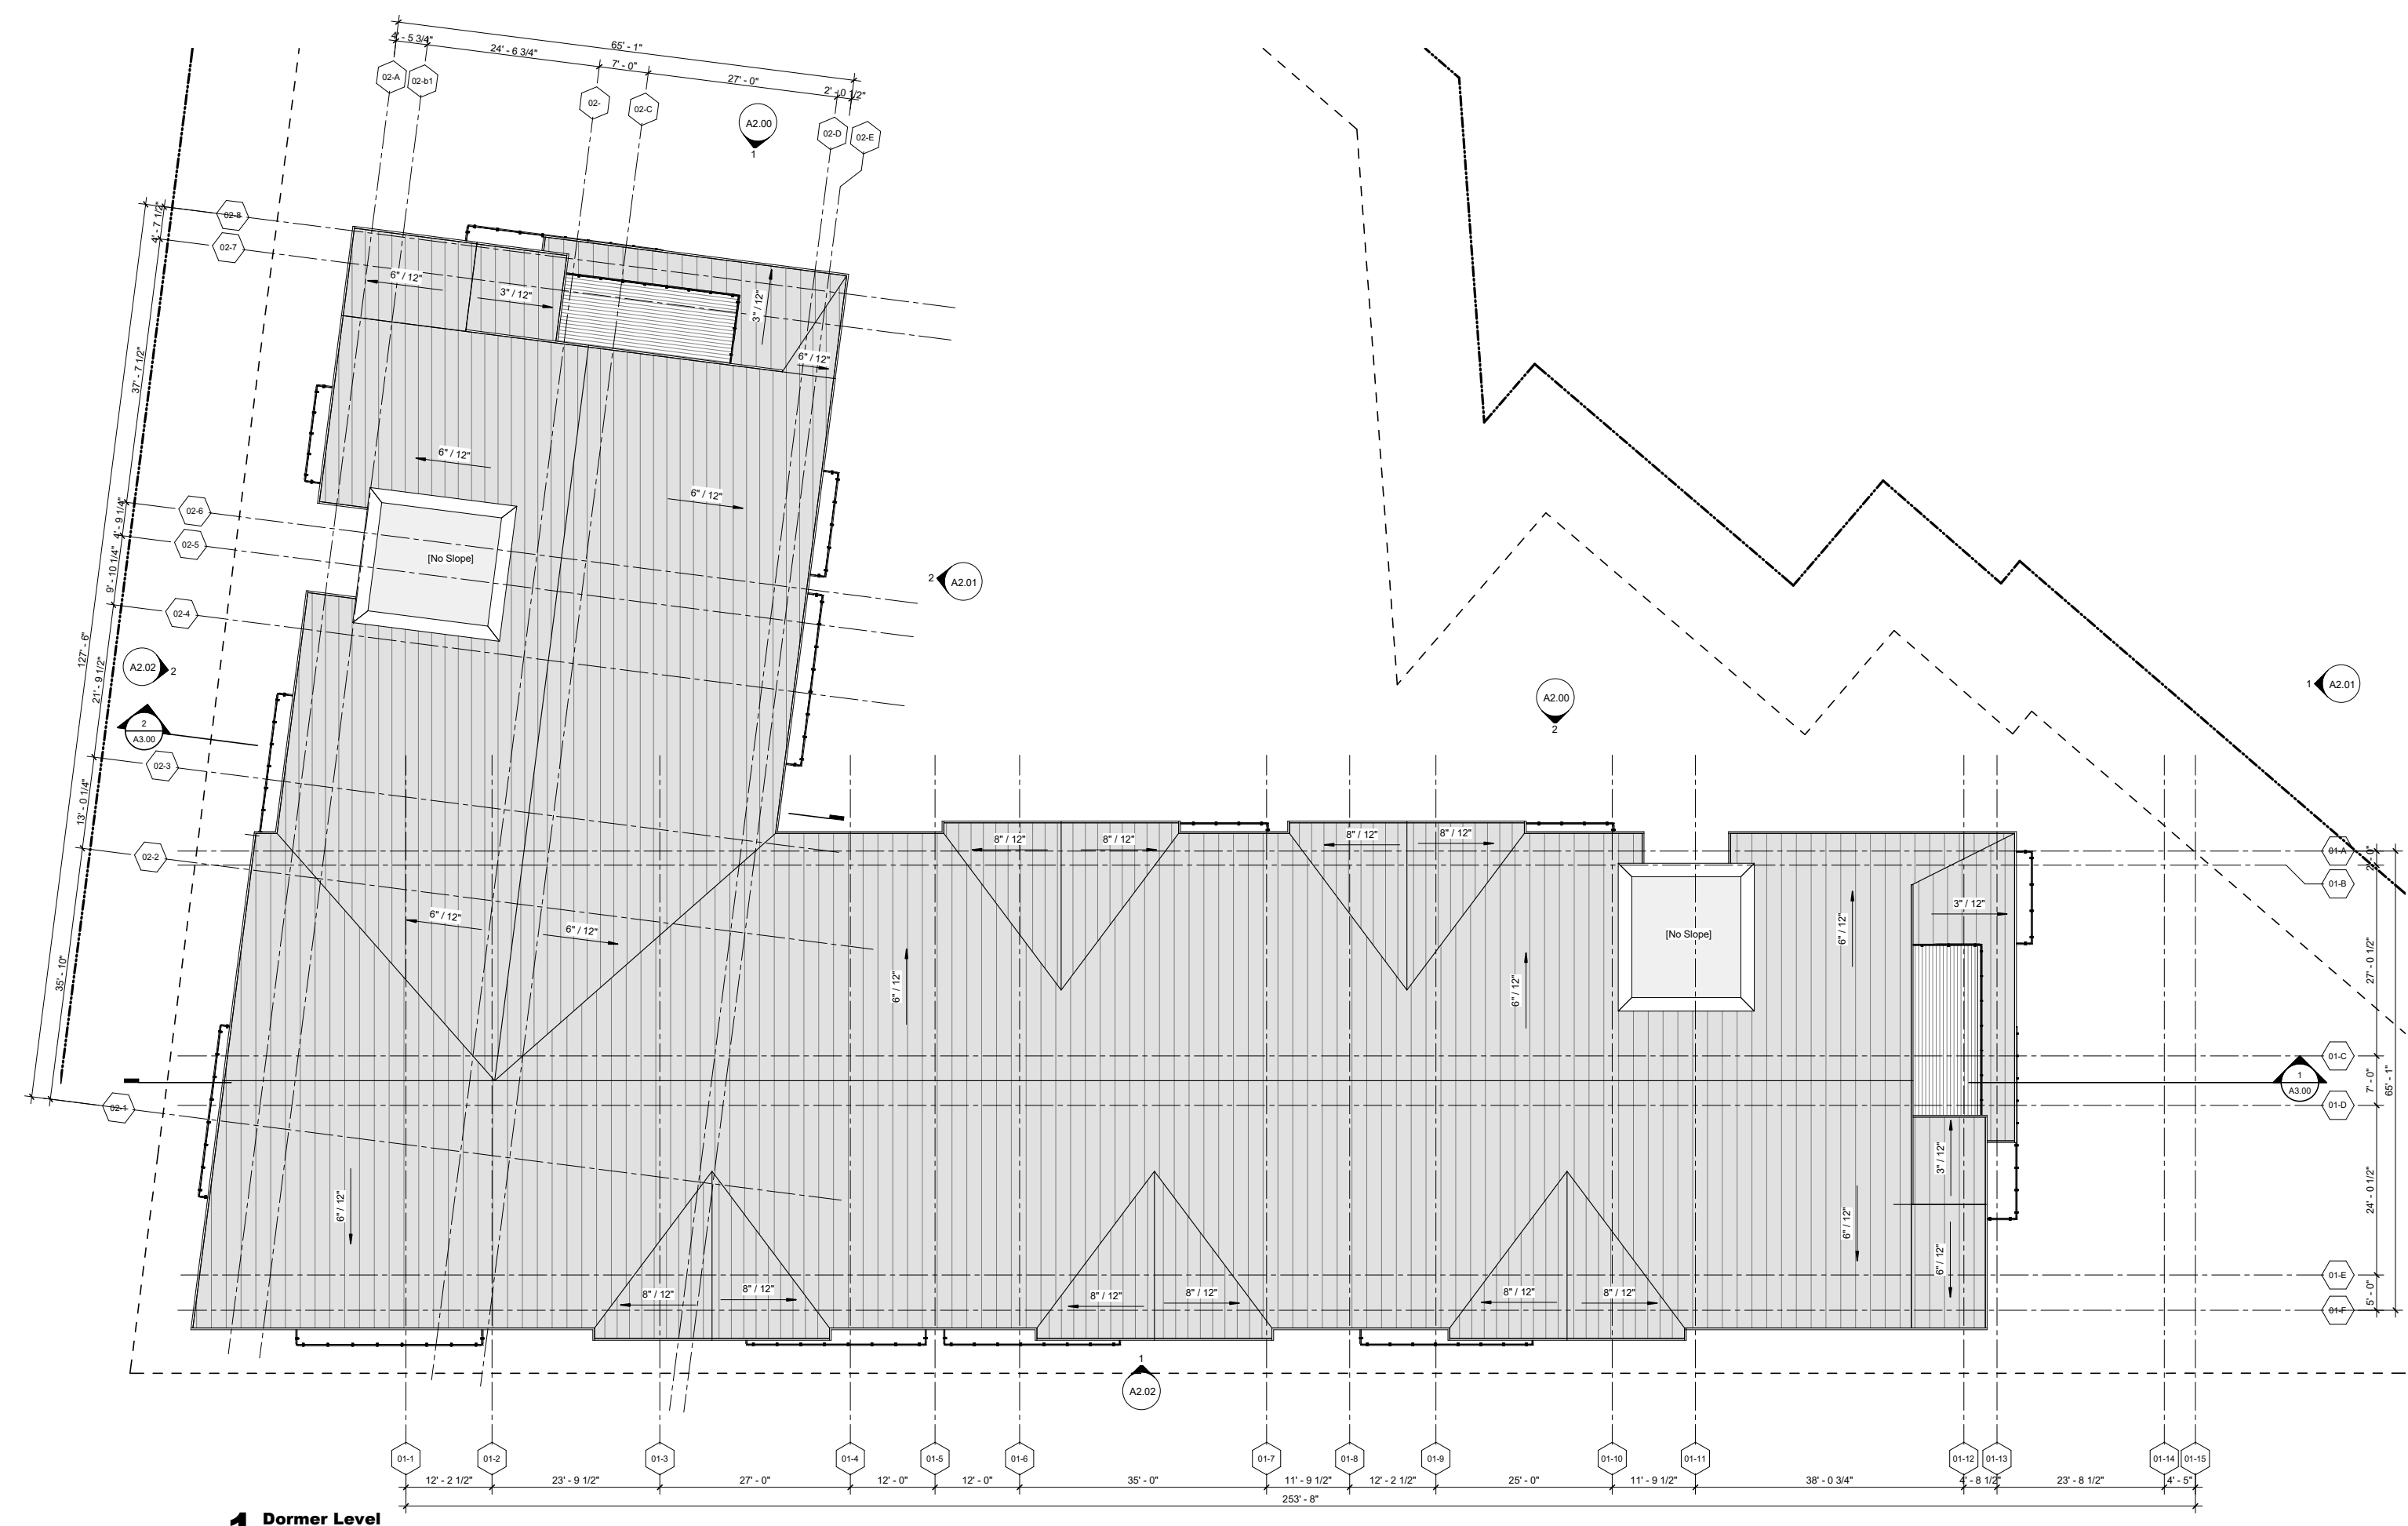 65' - 1"
4' - 5 3/4"
24' - 6 3/4"
7' - 0"
27' - 0"
2' - 0 1/2"
02-A
02-b1
02-
02-C
02-D
02-E
A2.00
1
02-8
02-7
4' - 7 1/2"
6" / 12"
3" / 12"
3" / 12"
6" / 12"
37' - 7 1/2"
6" / 12"
6" / 12"
02-6
02-5
4' - 9 1/4"
[No Slope]
9' - 10 1/4"
2
A2.01
02-4
127' - 6"
21' - 9 1/2"
A2.02
2
A2.00
2
1
A2.01
2
A3.00
02-3
13' - 0 1/4"
02-2
8" / 12"
8" / 12"
8" / 12"
8" / 12"
01-A
2' - 0"
01-B
6" / 12"
6" / 12"
6" / 12"
6" / 12"
6" / 12"
3" / 12"
[No Slope]
27' - 0 1/2"
35' - 10"
01-C
1
A3.00
7' - 0"
65' - 1"
01-D
02-1
3" / 12"
6" / 12"
6" / 12"
6" / 12"
24' - 0 1/2"
01-E
8" / 12"
8" / 12"
8" / 12"
8" / 12"
8" / 12"
8" / 12"
5' - 0"
01-F
1
A2.02
01-1
01-2
01-3
01-4
01-5
01-6
01-7
01-8
01-9
01-10
01-11
01-12
01-13
01-14
01-15
12' - 2 1/2"
23' - 9 1/2"
27' - 0"
12' - 0"
12' - 0"
35' - 0"
11' - 9 1/2"
12' - 2 1/2"
25' - 0"
11' - 9 1/2"
38' - 0 3/4"
4' - 8 1/2"
23' - 8 1/2"
4' - 5"
253' - 8"
1
Dormer Level